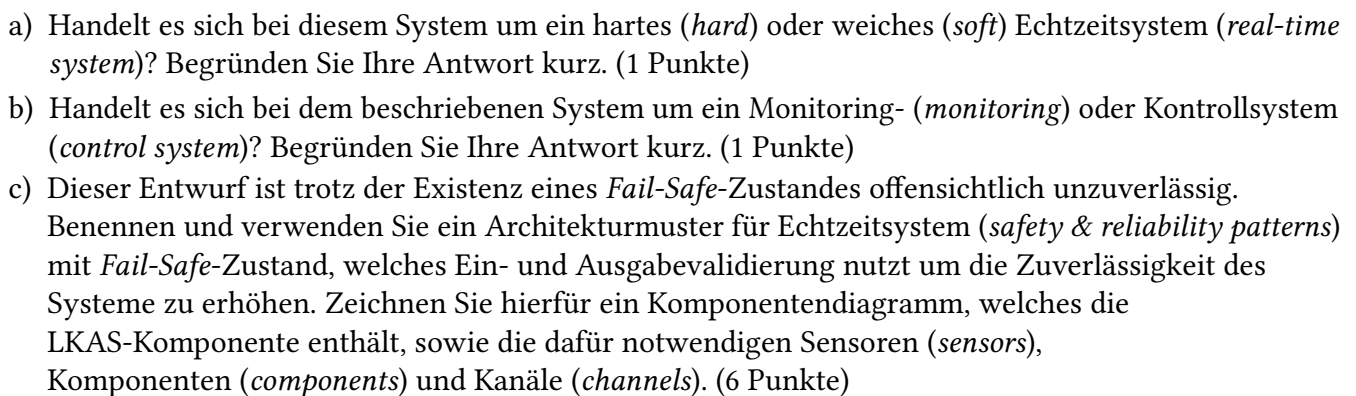 a) Handelt es sich bei diesem System um ein hartes (hard) oder weiches (soft) Echtzeitsystem (real-time
system)? Begründen Sie Ihre Antwort kurz. (1 Punkte)
b) Handelt es sich bei dem beschriebenen System um ein Monitoring- (monitoring) oder Kontrollsystem
(control system)? Begründen Sie Ihre Antwort kurz. (1 Punkte)
c) Dieser Entwurf ist trotz der Existenz eines Fail-Safe-Zustandes offensichtlich unzuverlässig.
Benennen und verwenden Sie ein Architekturmuster für Echtzeitsystem (safety & reliability patterns)
mit Fail-Safe-Zustand, welches Ein- und Ausgabevalidierung nutzt um die Zuverlässigkeit des
Systeme zu erhöhen. Zeichnen Sie hierfür ein Komponentendiagramm, welches die
LKAS-Komponente enthält, sowie die dafür notwendigen Sensoren (sensors),
Komponenten (components) und Kanäle (channels). (6 Punkte)